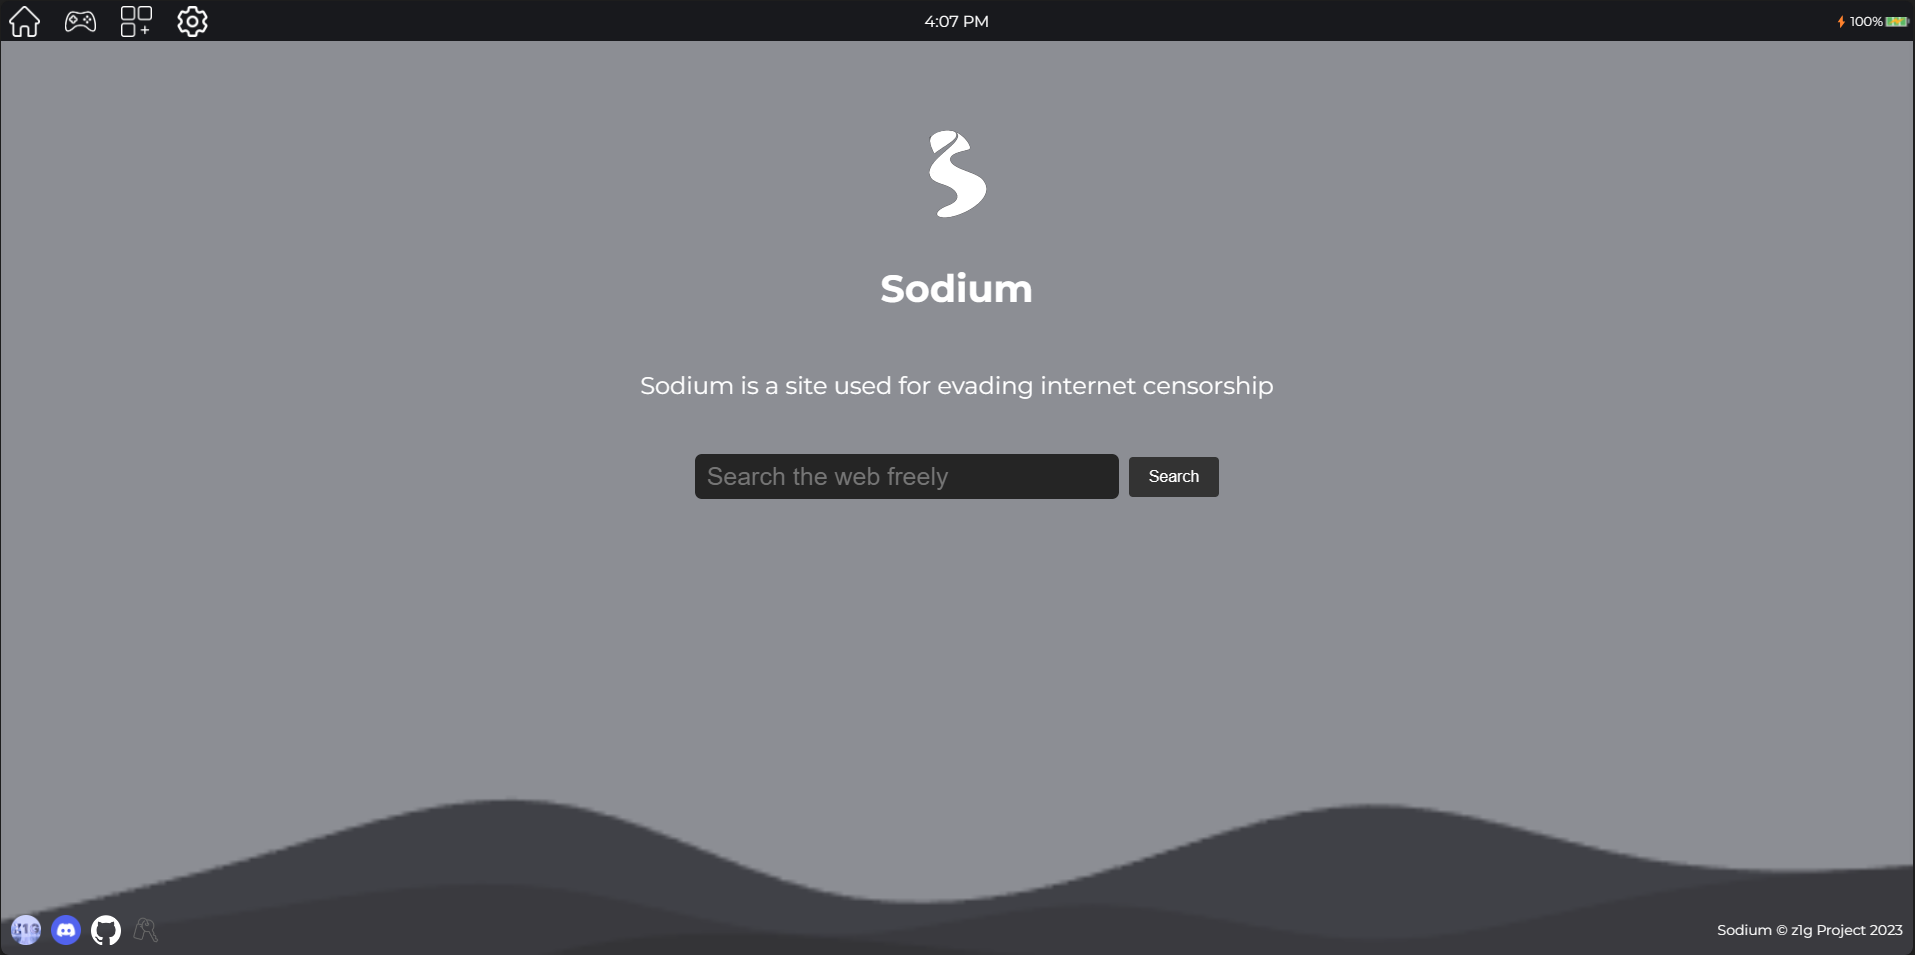 4:07 PM
100%
Sodium
Sodium is a site used for evading internet censorship
Search the web freely
Search
z1g
Sodium © z1g Project 2023